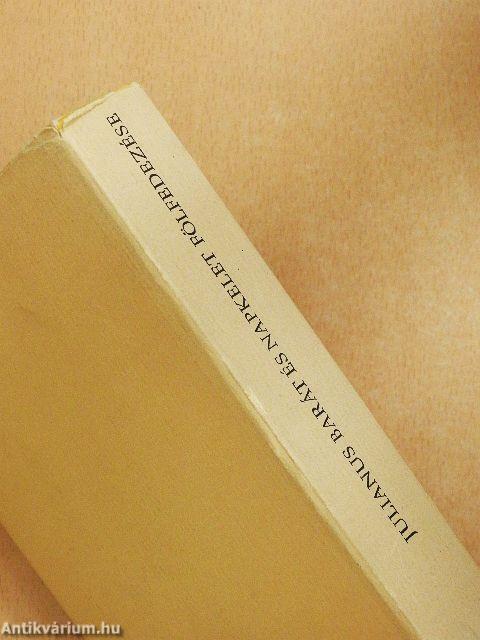 JULIANUS BARÁT ÉS NAPKELET FÖLFEDEZÉSE
Antikvárium.hu